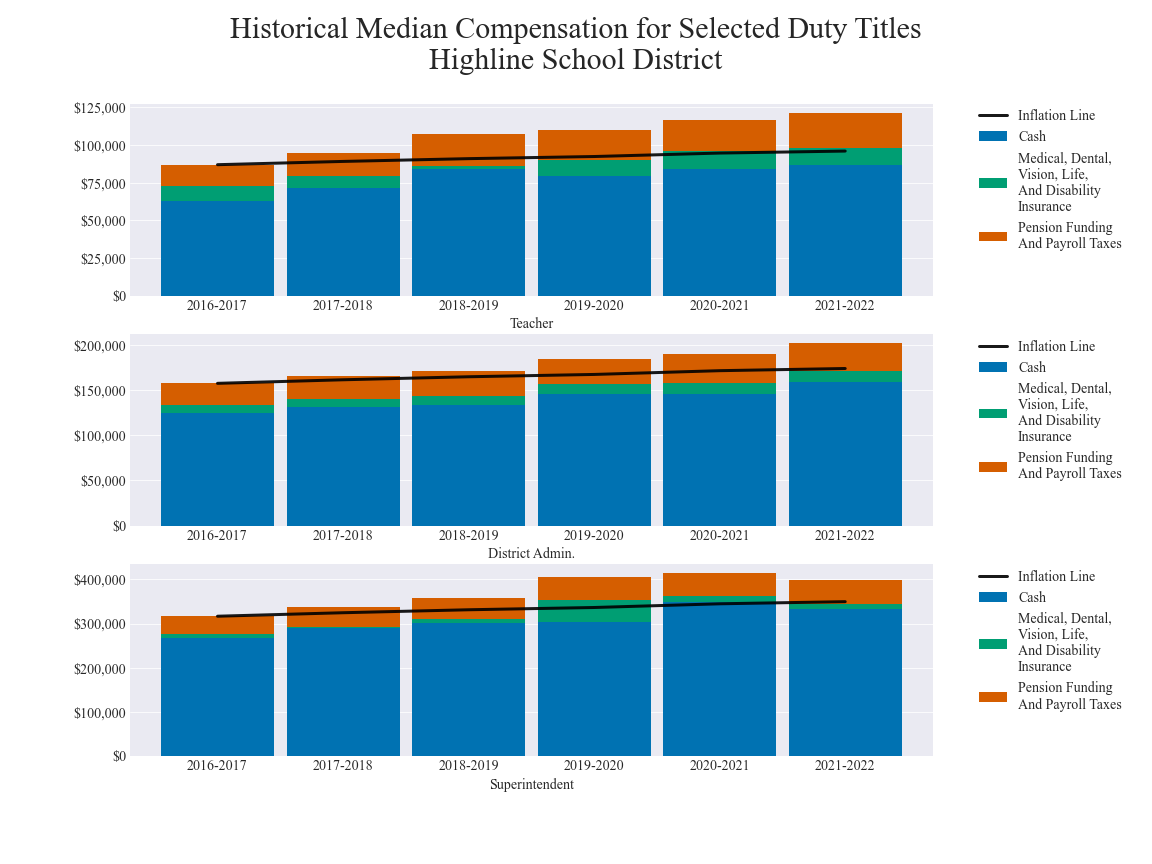 Historical Median Compensation for Selected Duty Titles
Highline School District
$125,000
$100,000
$75,000
$50,000
$25,000
$0
2016-2017 2017-2018 2018-2019 2019-2020 2020-2021 2021-2022
Teacher
Inflation Line
Cash
Medical, Dental,
Vision, Life,
And Disability
Insurance
Pension Funding
And Payroll Taxes
$200,000
$150,000
$100,000
$50,000
$0
2016-2017 2017-2018 2018-2019 2019-2020 2020-2021 2021-2022
District Admin.
Inflation Line
Cash
Medical, Dental,
Vision, Life,
And Disability
Insurance
Pension Funding
And Payroll Taxes
$400,000
$300,000
$200,000
$100,000
$0
2016-2017 2017-2018 2018-2019 2019-2020 2020-2021 2021-2022
Superintendent
Inflation Line
Cash
Medical, Dental,
Vision, Life,
And Disability
Insurance
Pension Funding
And Payroll Taxes